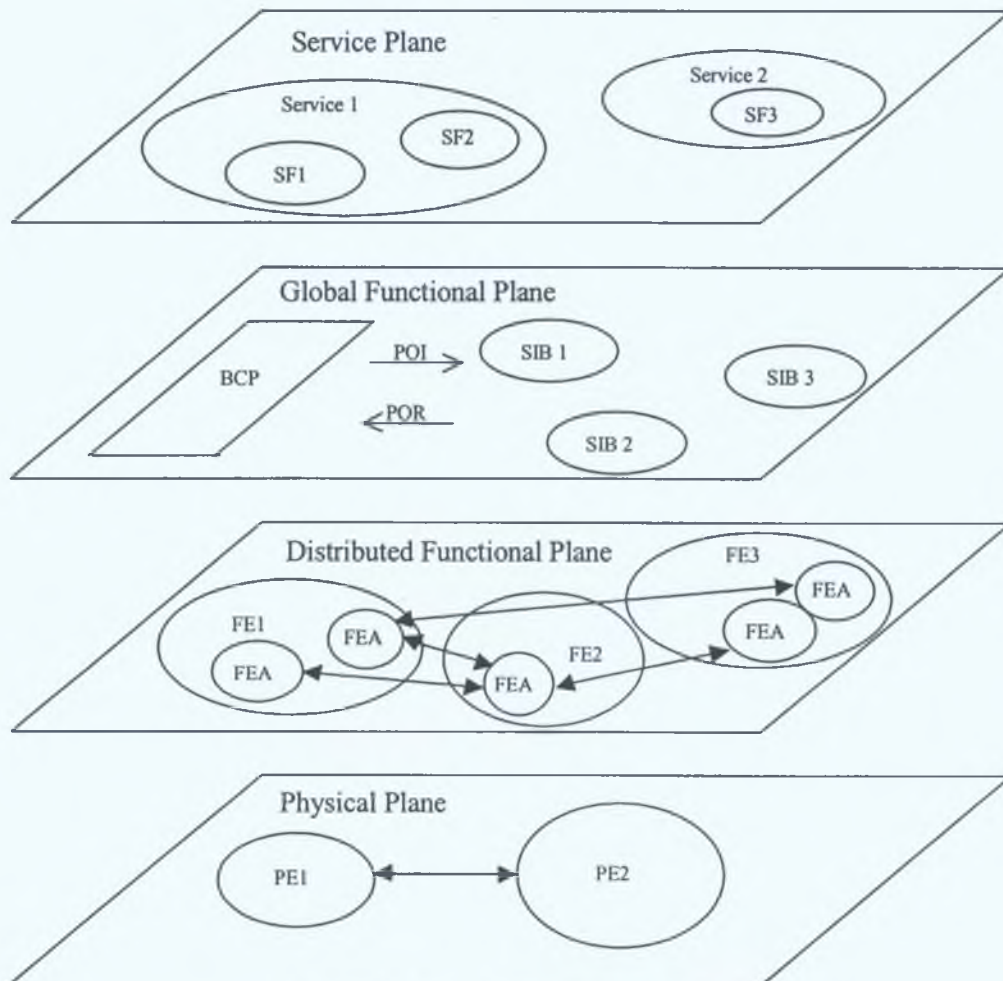 Service Plane
Service 1
SF1
SF2
Service 2
SF3
Global Functional Plane
BCP
POI
POR
SIB 1
SIB 2
SIB 3
Distributed Functional Plane
FE1
FEA
FEA
FE2
FEA
FE3
FEA
FEA
Physical Plane
PE1
PE2